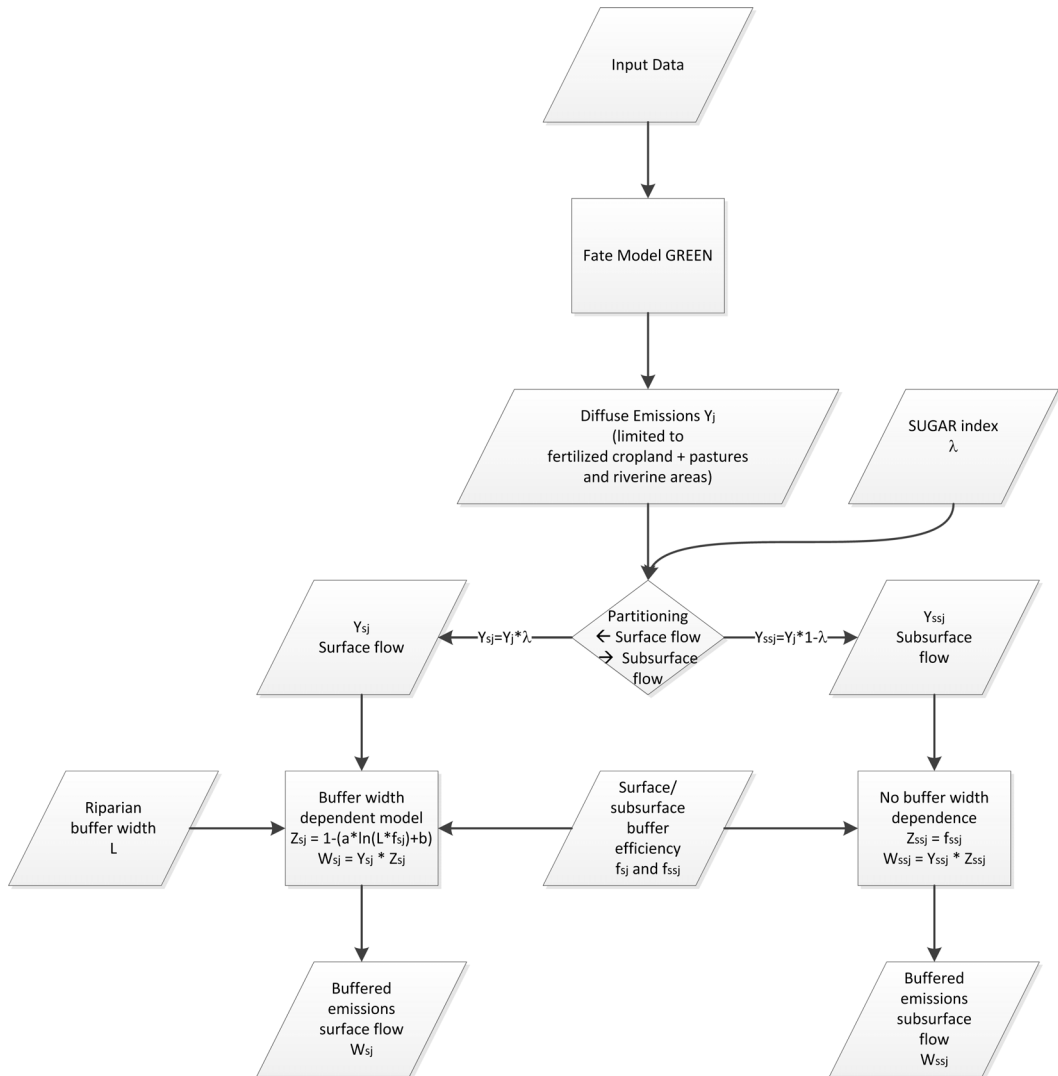 Input Data
Fate Model GREEN
Diffuse Emissions Yj
(limited to
fertilized cropland + pastures
and riverine areas)
SUGAR index
λ
Partitioning
← Surface flow
→ Subsurface
flow
Ysj=Yj*λ
Yssj=Yj*1-λ
Ysj
Surface flow
Yssj
Subsurface
flow
Riparian
buffer width
L
Buffer width
dependent model
Zsj = 1-(a*ln(L*fsj)+b)
Wsj = Ysj * Zsj
Surface/
subsurface
buffer
efficiency
fsj and fssj
No buffer width
dependence
Zssj = fssj
Wssj = Yssj * Zssj
Buffered
emissions
surface flow
Wsj
Buffered
emissions
subsurface
flow
Wssj